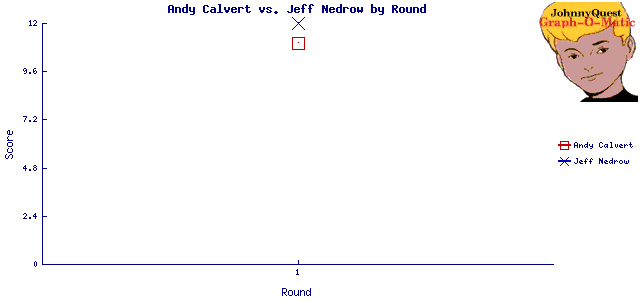 Andy Calvert vs. Jeff Nedrow by Round
JohnnyQuest
Graph-O-Matic
12
9.6
7.2
4.8
2.4
0
Score
1
Round
Andy Calvert
Jeff Nedrow